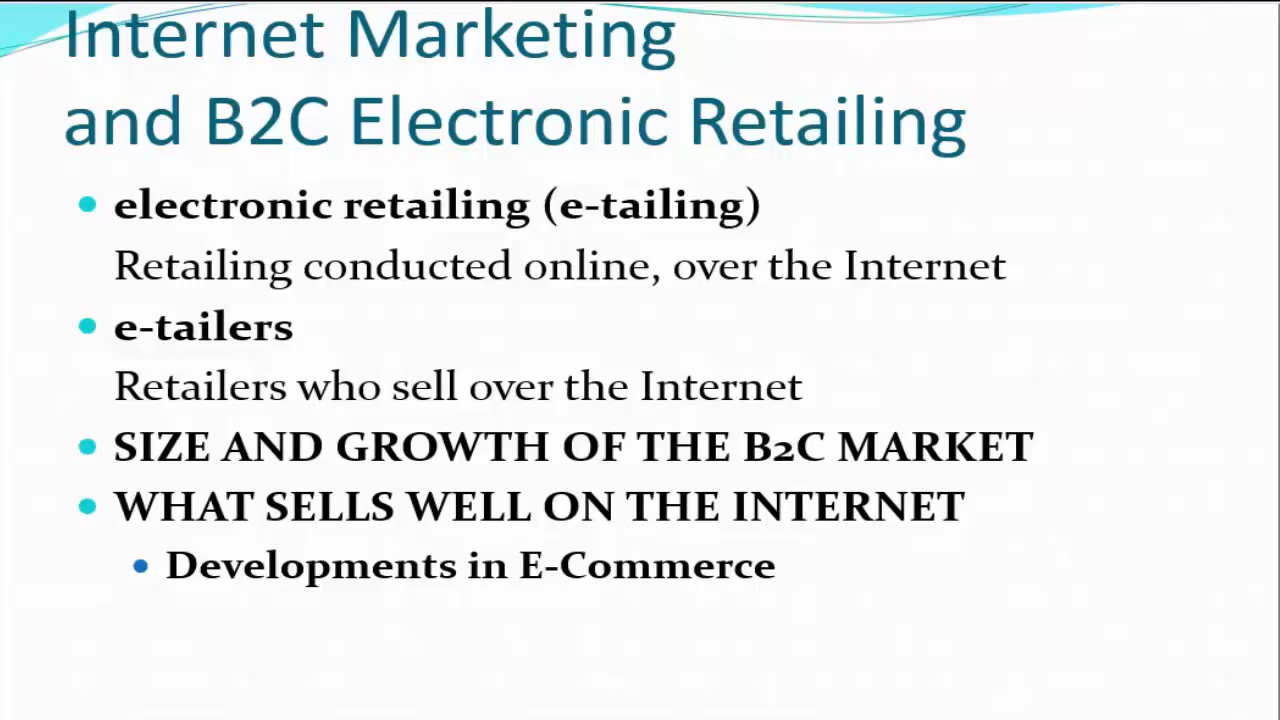 Internet Marketing
and B2C Electronic Retailing
• electronic retailing (e-tailing)
Retailing conducted online, over the Internet
• e-tailers
Retailers who sell over the Internet
• SIZE AND GROWTH OF THE B2C MARKET
• WHAT SELLS WELL ON THE INTERNET
• Developments in E-Commerce